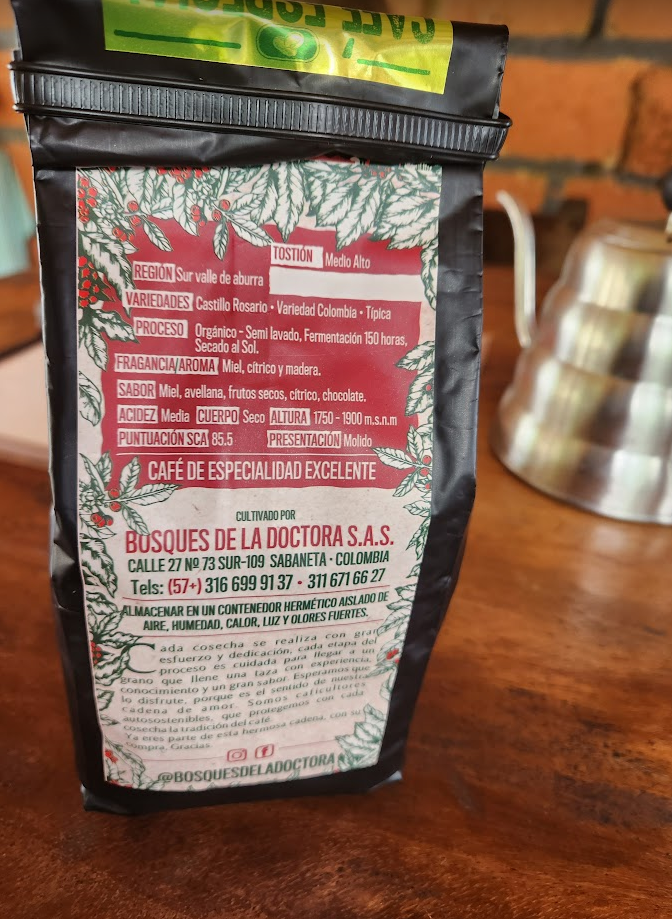 CAFÉ ESPECIAL
TOSTIÓN Medio Alto
REGIÓN Sur valle de aburra
VARIEDADES Castillo Rosario • Variedad Colombia • Típica
PROCESO Orgánico - Semi lavado, Fermentación 150 horas,
Secado al Sol.
FRAGANCIA/AROMA Miel, cítrico y madera.
SABOR Miel, avellana, frutos secos, cítrico, chocolate.
ACIDEZ Media CUERPO Seco ALTURA 1750 - 1900 m.s.n.m
PUNTUACIÓN SCA 85.5 PRESENTACIÓN Molido
CAFÉ DE ESPECIALIDAD EXCELENTE
CULTIVADO POR
BOSQUES DE LA DOCTORA S.A.S.
CALLE 27 Nº 73 SUR-109 SABANETA • COLOMBIA
Tels: (57+) 316 699 91 37 • 311 671 66 27
ALMACENAR EN UN CONTENEDOR HERMÉTICO AISLADO DE
AIRE, HUMEDAD, CALOR, LUZ Y OLORES FUERTES.
Cada cosecha se realiza con gran
esfuerzo y dedicación, cada etapa del
proceso es cuidada para llegar a un
grano que llene una taza con experiencia,
conocimiento y un gran sabor. Esperamos que
lo disfrute, porque es el sentido de nuestra
cadena de amor. Somos caficultores
autosostenibles, que protegemos con cada
cosecha la tradición del café.
Ya eres parte de esta hermosa cadena, con su
compra. Gracias.
@BOSQUESDELADOCTORA